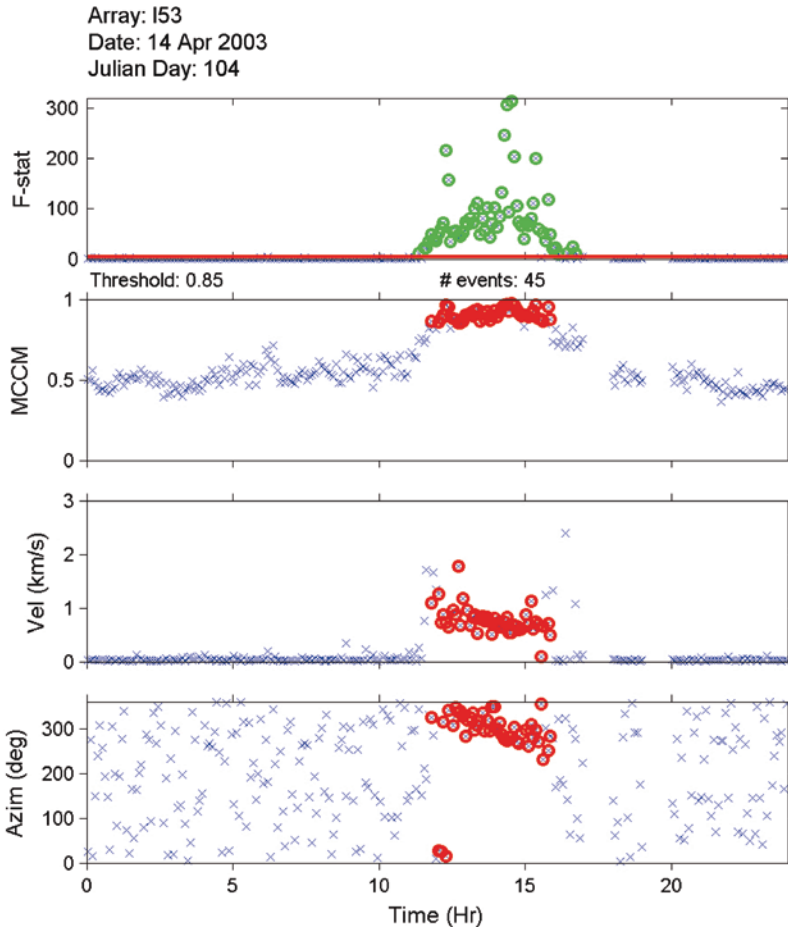 Array: I53
Date: 14 Apr 2003
Julian Day: 104
300
200
100
0
F-stat
Threshold: 0.85 # events: 45
1
0.5
0
MCCM
3
2
1
0
Vel (km/s)
300
200
100
0
Azim (deg)
0 5 10 15 20
Time (Hr)